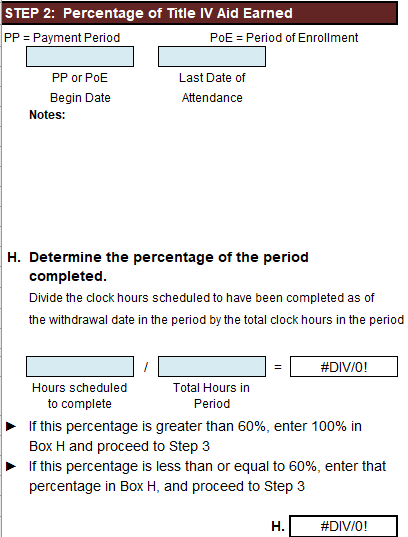 STEP 2: Percentage of Title IV Aid Earned
PP = Payment Period PoE = Period of Enrollment
PP or PoE Last Date of
Begin Date Attendance
Notes:
H. Determine the percentage of the period
completed.
Divide the clock hours scheduled to have been completed as of
the withdrawal date in the period by the total clock hours in the period
/ = #DIV/0!
Hours scheduled Total Hours in
to complete Period
► If this percentage is greater than 60%, enter 100% in
Box H and proceed to Step 3
► If this percentage is less than or equal to 60%, enter that
percentage in Box H, and proceed to Step 3
H. #DIV/0!